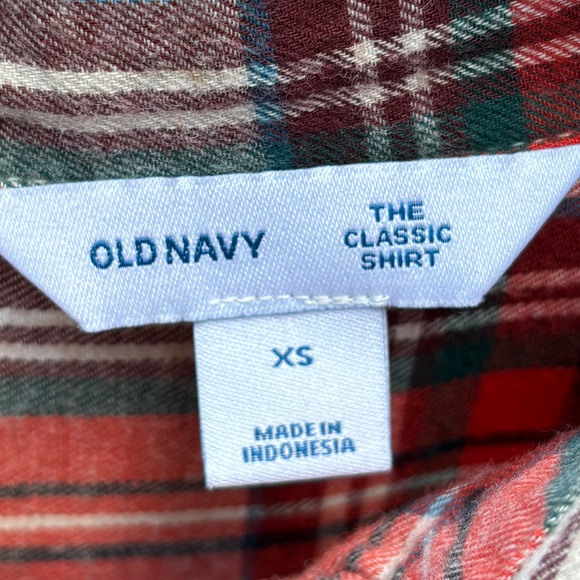 OLD NAVY
THE
CLASSIC
SHIRT
XS
MADE IN
INDONESIA